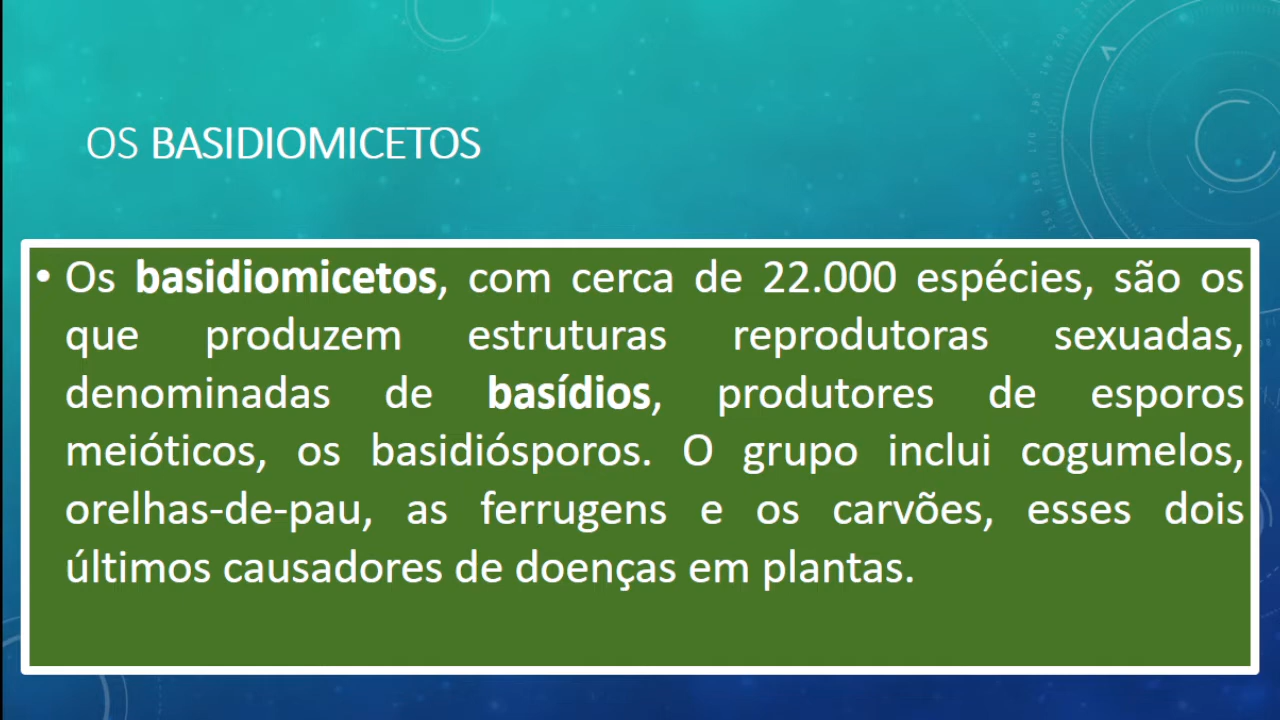 OS BASIDIOMICETOS
• Os basidiomicetos, com cerca de 22.000 espécies, são os
que produzem estruturas reprodutoras sexuadas,
denominadas de basídios, produtores de esporos
meióticos, os basidiósporos. O grupo inclui cogumelos,
orelhas-de-pau, as ferrugens e os carvões, esses dois
últimos causadores de doenças em plantas.